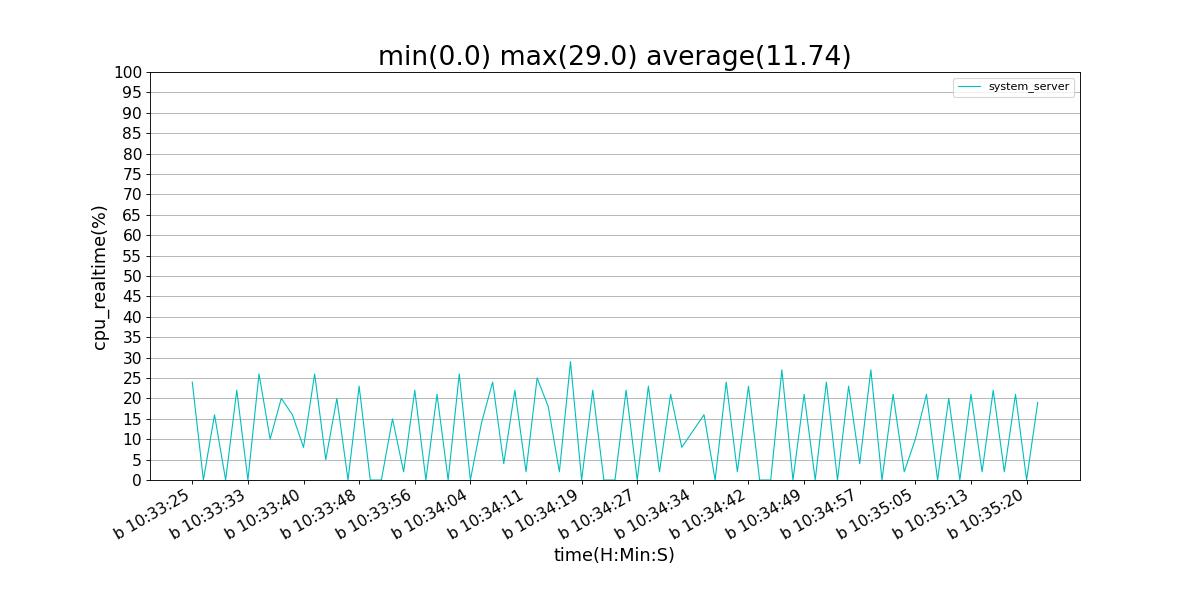 min(0.0) max(29.0) average(11.74)
system_server
cpu_realtime(%)
100
95
90
85
80
75
70
65
60
55
50
45
40
35
30
25
20
15
10
5
0
b 10:33:25
b 10:33:33
b 10:33:40
b 10:33:48
b 10:33:56
b 10:34:04
b 10:34:11
b 10:34:19
b 10:34:27
b 10:34:34
b 10:34:42
b 10:34:49
b 10:34:57
b 10:35:05
b 10:35:13
b 10:35:20
time(H:Min:S)